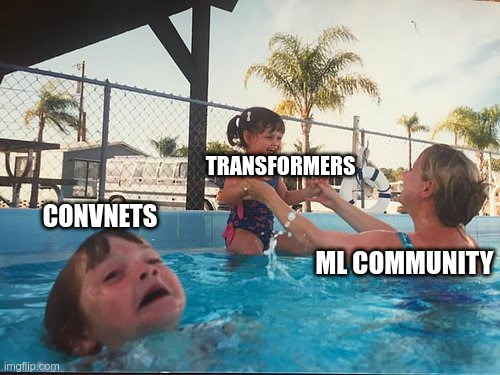 TRANSFORMERS
CONVNETS
ML COMMUNITY
imgflip.com